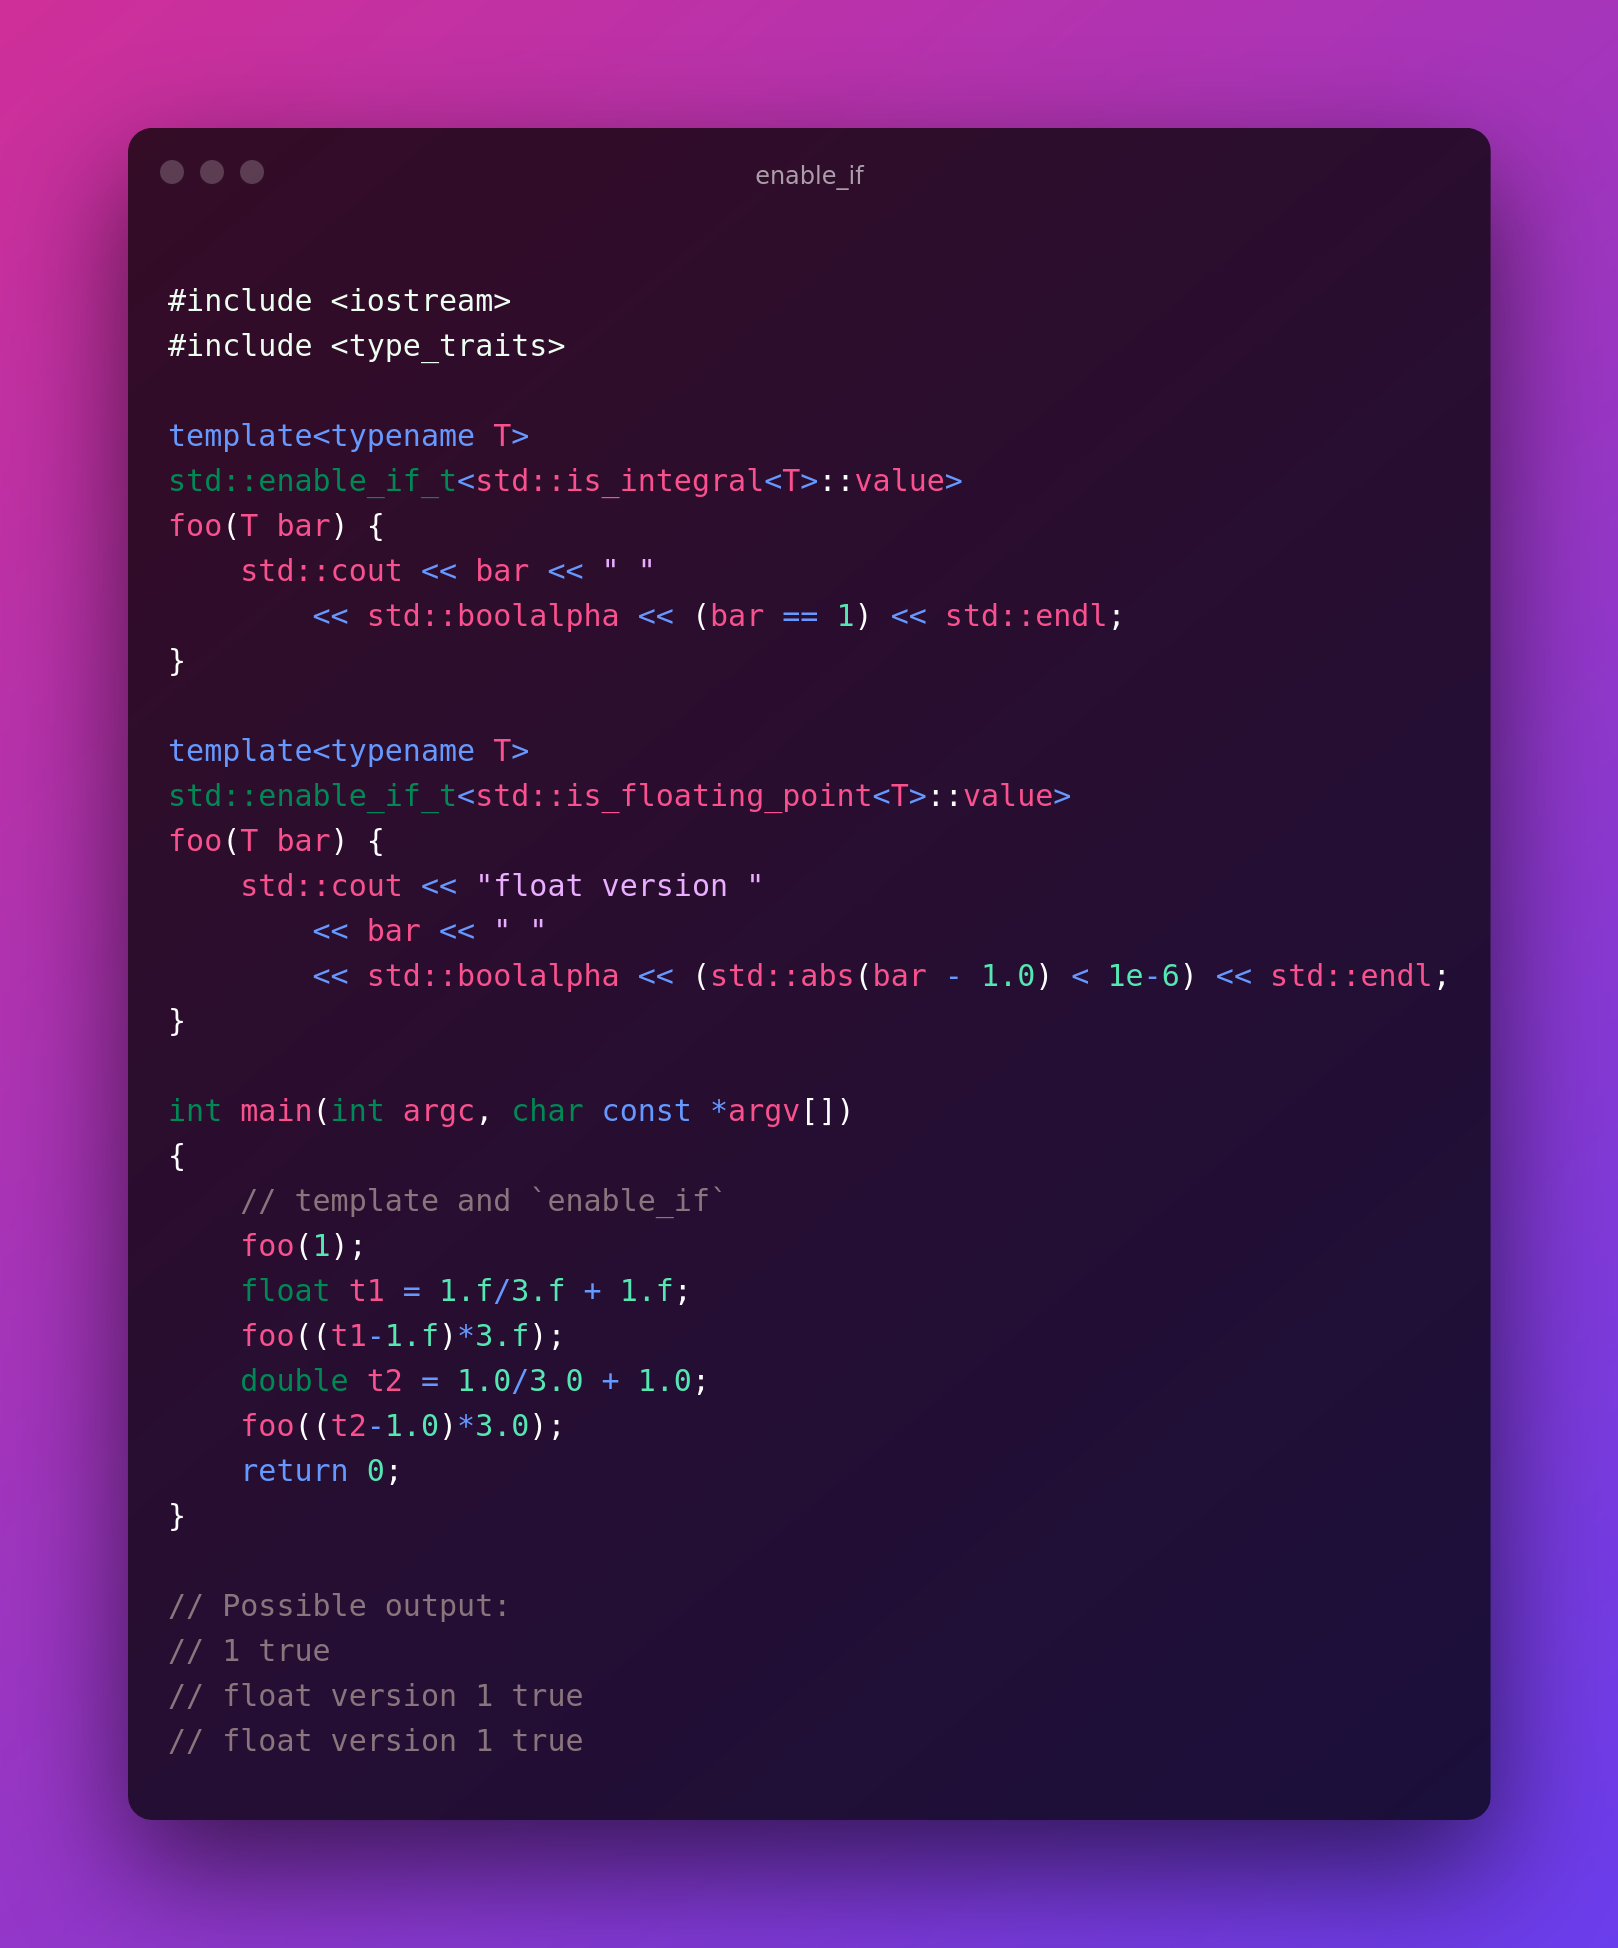 enable_if
#include <iostream>
#include <type_traits>
template<typename T>
std::enable_if_t<std::is_integral<T>::value>
foo(T bar) {
    std::cout << bar << " "
        << std::boolalpha << (bar == 1) << std::endl;
}
template<typename T>
std::enable_if_t<std::is_floating_point<T>::value>
foo(T bar) {
    std::cout << "float version "
        << bar << " "
        << std::boolalpha << (std::abs(bar - 1.0) < 1e-6) << std::endl;
}
int main(int argc, char const *argv[])
{
    // template and `enable_if`
    foo(1);
    float t1 = 1.f/3.f + 1.f;
    foo((t1-1.f)*3.f);
    double t2 = 1.0/3.0 + 1.0;
    foo((t2-1.0)*3.0);
    return 0;
}
// Possible output:
// 1 true
// float version 1 true
// float version 1 true